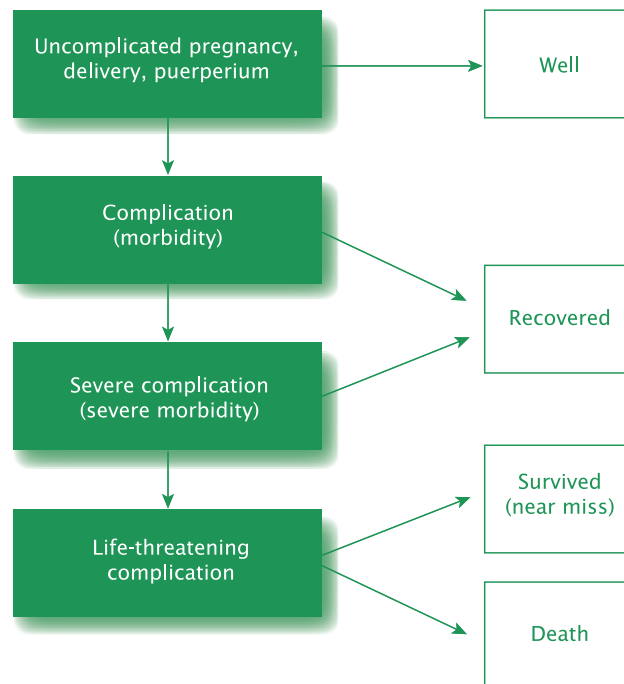 Uncomplicated pregnancy,
delivery, puerperium
Well
Complication
(morbidity)
Recovered
Severe complication
(severe morbidity)
Survived
(near miss)
Life-threatening
complication
Death